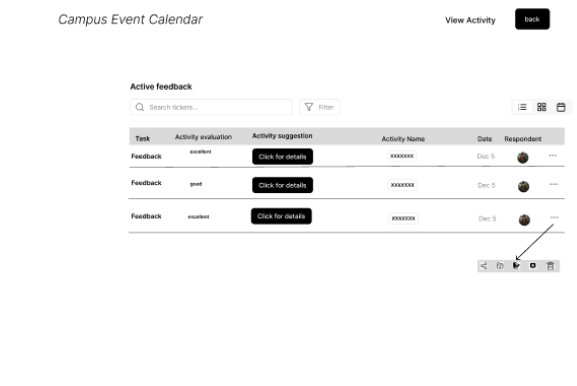 Campus Event Calendar
View Activity
back
Active feedback
Search tickets...
Filter
Task Activity evaluation Activity suggestion Activity Name Date Respondent
Feedback excellent Click for details xxxxxxx Dec 5
Feedback good Click for details xxxxxxx Dec 5
Feedback excellent Click for details xxxxxxx Dec 5